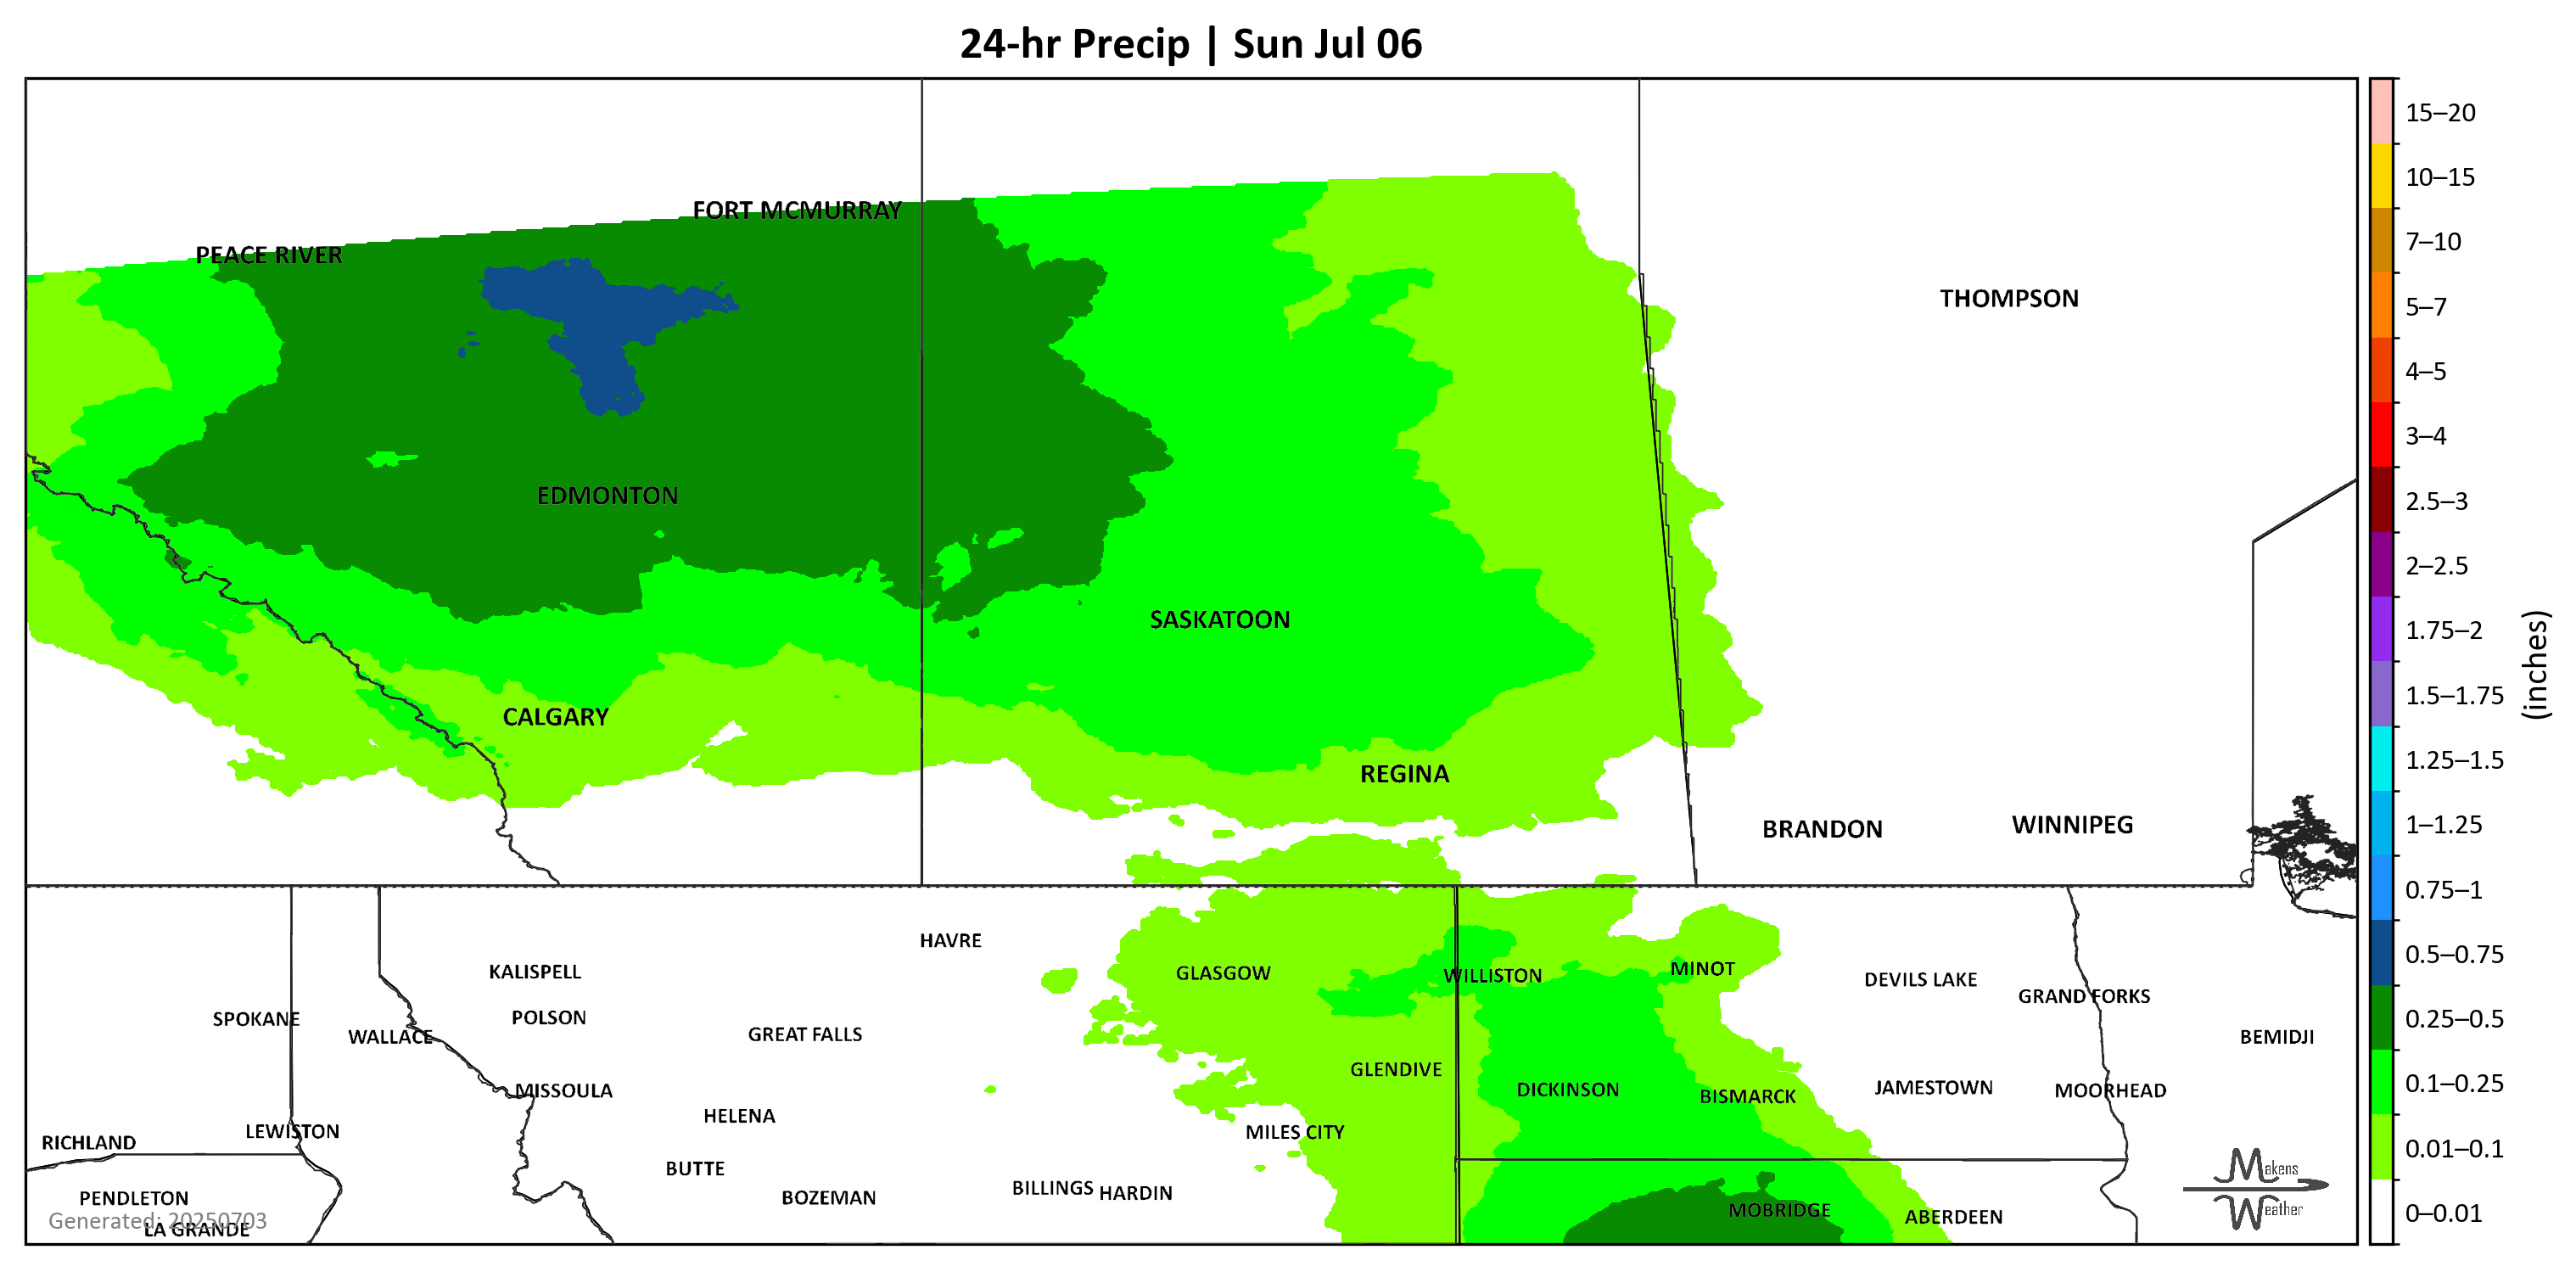 24-hr Precip | Sun Jul 06
15–20
10–15
7–10
5–7
4–5
3–4
2.5–3
2–2.5
1.75–2
1.5–1.75
1.25–1.5
1–1.25
0.75–1
0.5–0.75
0.25–0.5
0.1–0.25
0.01–0.1
0–0.01
(inches)
FORT MCMURRAY
PEACE RIVER
THOMPSON
EDMONTON
SASKATOON
CALGARY
REGINA
BRANDON
WINNIPEG
HAVRE
KALISPELL
GLASGOW
WILLISTON
MINOT
DEVILS LAKE
GRAND FORKS
SPOKANE
POLSON
WALLACE
GREAT FALLS
BEMIDJI
GLENDIVE
MISSOULA
DICKINSON
BISMARCK
JAMESTOWN
MOORHEAD
HELENA
LEWISTON
MILES CITY
RICHLAND
BUTTE
PENDLETON
BOZEMAN
BILLINGS
HARDIN
MOBRIDGE
ABERDEEN
Generated: 20250703
LA GRANDE
Makens
Weather